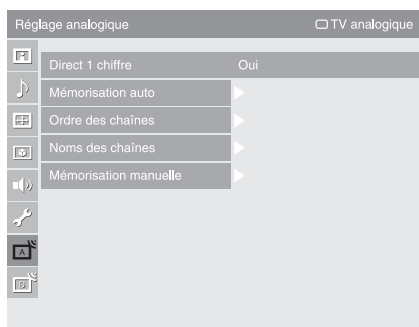 Réglage analogique TV analogique
Direct 1 chiffre Oui
Mémorisation auto
Ordre des chaînes
Noms des chaînes
Mémorisation manuelle
A